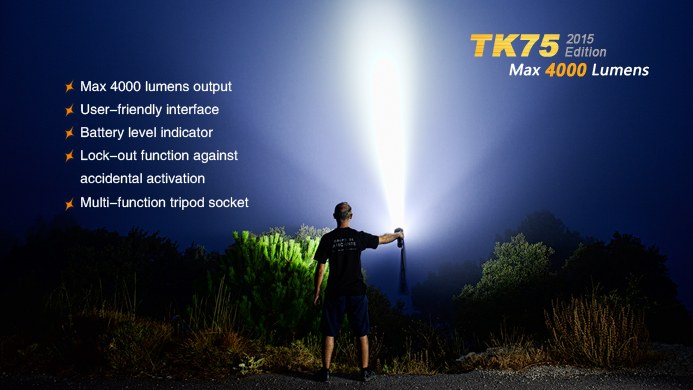 TK75 2015 Edition
Max 4000 Lumens
Max 4000 lumens output
User-friendly interface
Battery level indicator
Lock-out function against
accidental activation
Multi-function tripod socket